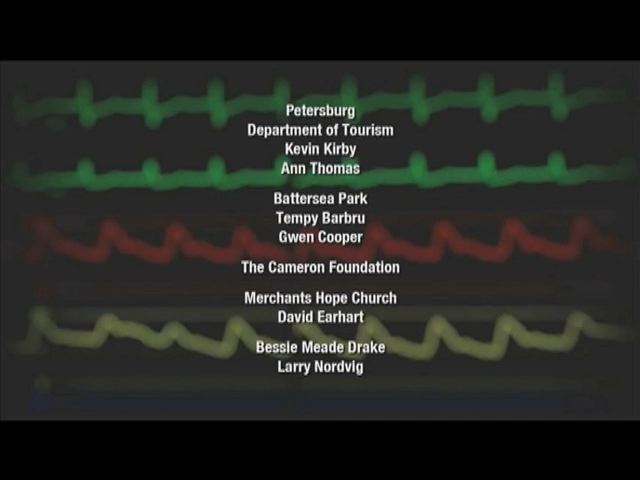 Petersburg
Department of Tourism
Kevin Kirby
Ann Thomas
Battersea Park
Tempy Barbru
Gwen Cooper
The Cameron Foundation
Merchants Hope Church
David Earhart
Bessie Meade Drake
Larry Nordvig